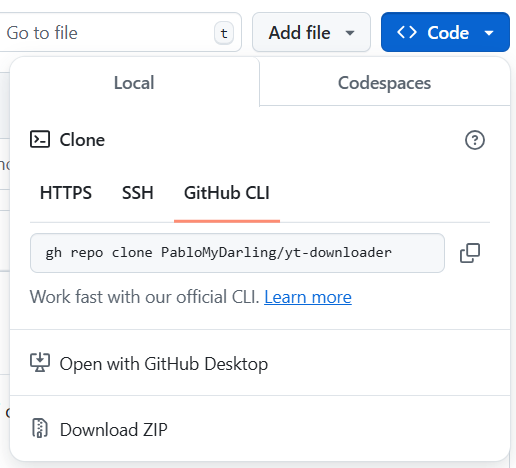 Go to file
t
Add file
Code
Local
Codespaces
Clone
HTTPS
SSH
GitHub CLI
gh repo clone PabloMyDarling/yt-downloader
Work fast with our official CLI. Learn more
Open with GitHub Desktop
Download ZIP